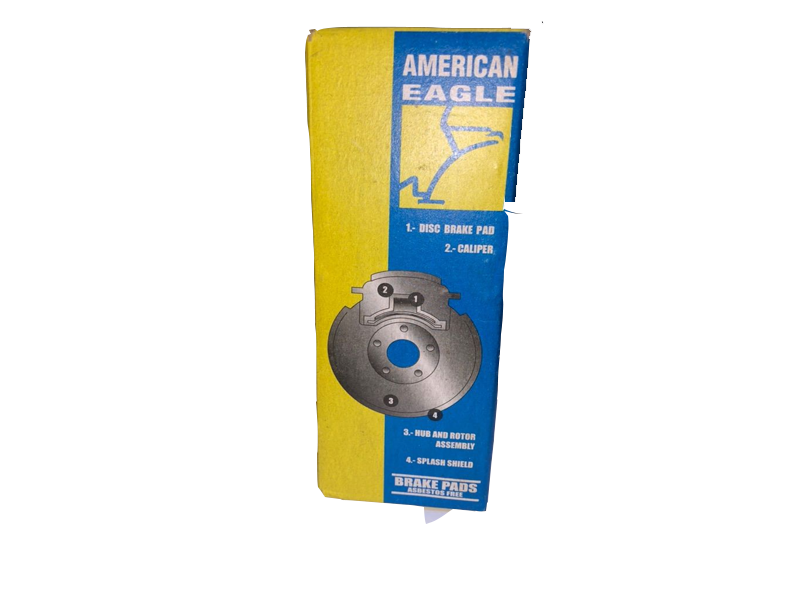 AMERICAN
EAGLE
1.- DISC BRAKE PAD
2.- CALIPER
2
1
3
4
3.- HUB AND ROTOR
ASSEMBLY
4.- SPLASH SHIELD
BRAKE PADS
ASBESTOS FREE